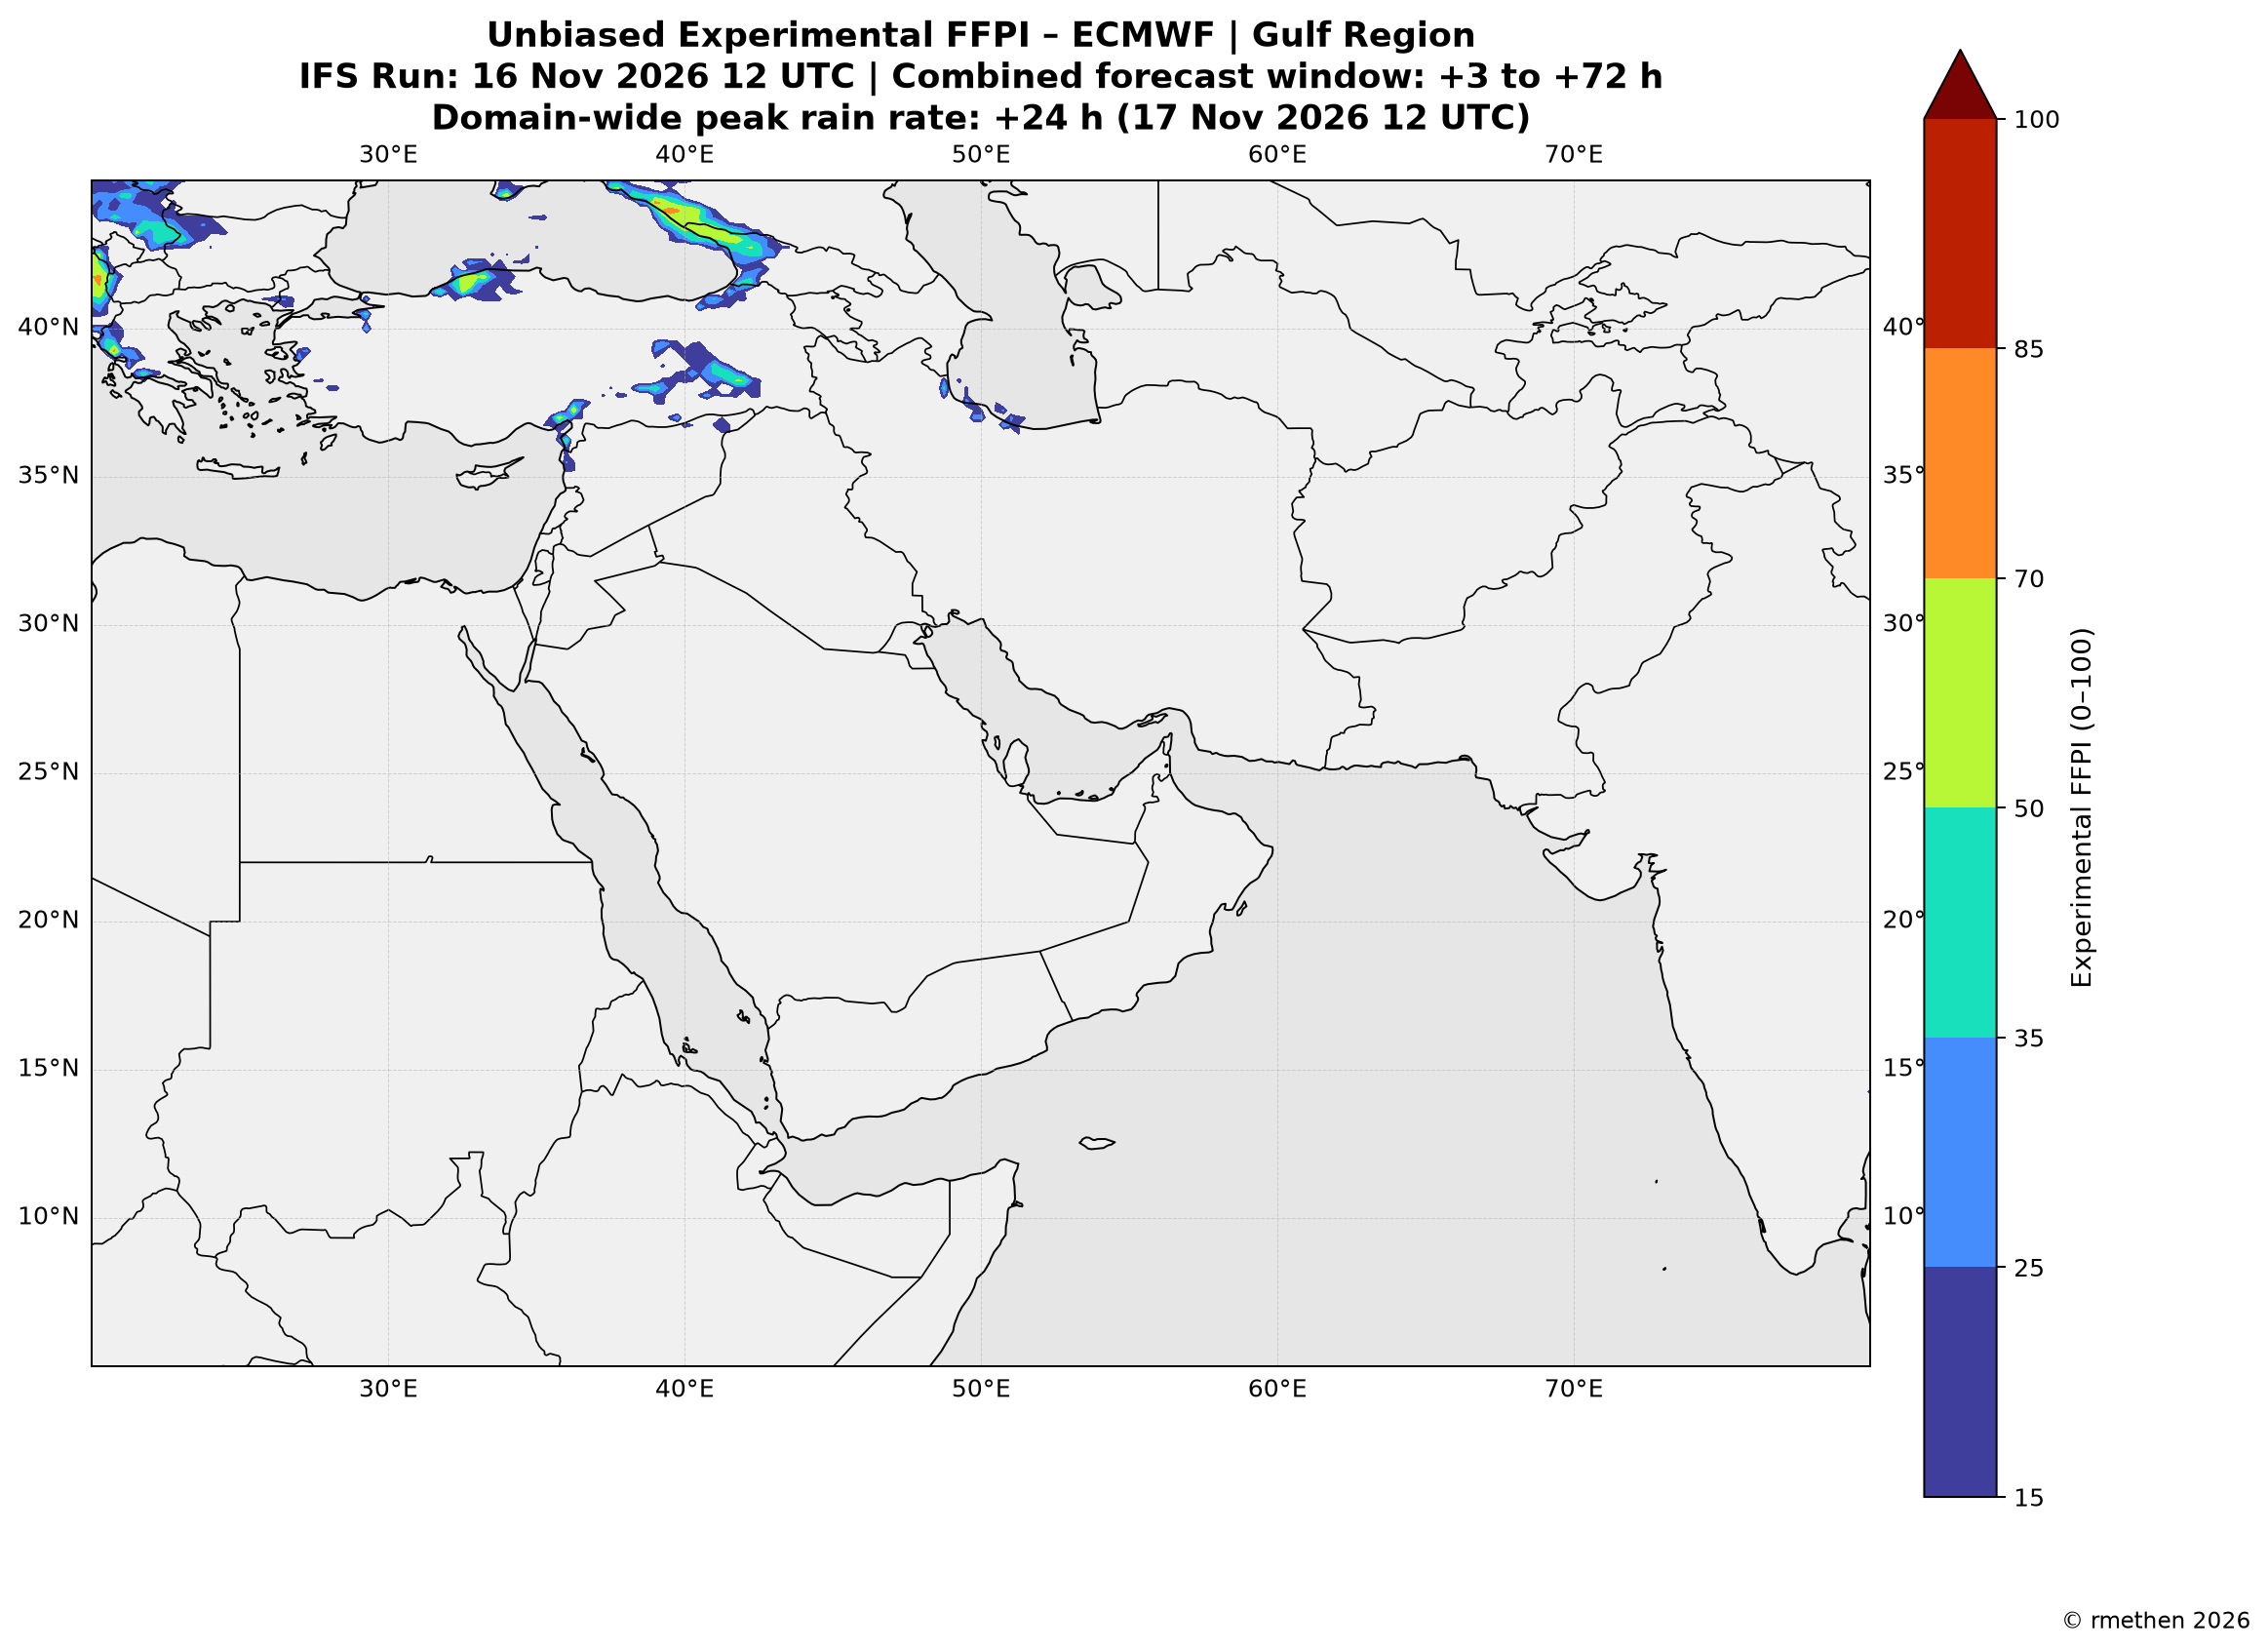 Unbiased Experimental FFPI – ECMWF | Gulf Region
IFS Run: 16 Nov 2026 12 UTC | Combined forecast window: +3 to +72 h
Domain-wide peak rain rate: +24 h (17 Nov 2026 12 UTC)
30°E 40°E 50°E 60°E 70°E
40°N 40°
35°N 35°
30°N 30°
25°N 25°
20°N 20°
15°N 15°
10°N 10°
30°E 40°E 50°E 60°E 70°E
100
85
70
50
35
25
15
Experimental FFPI (0–100)
© rmethen 2026